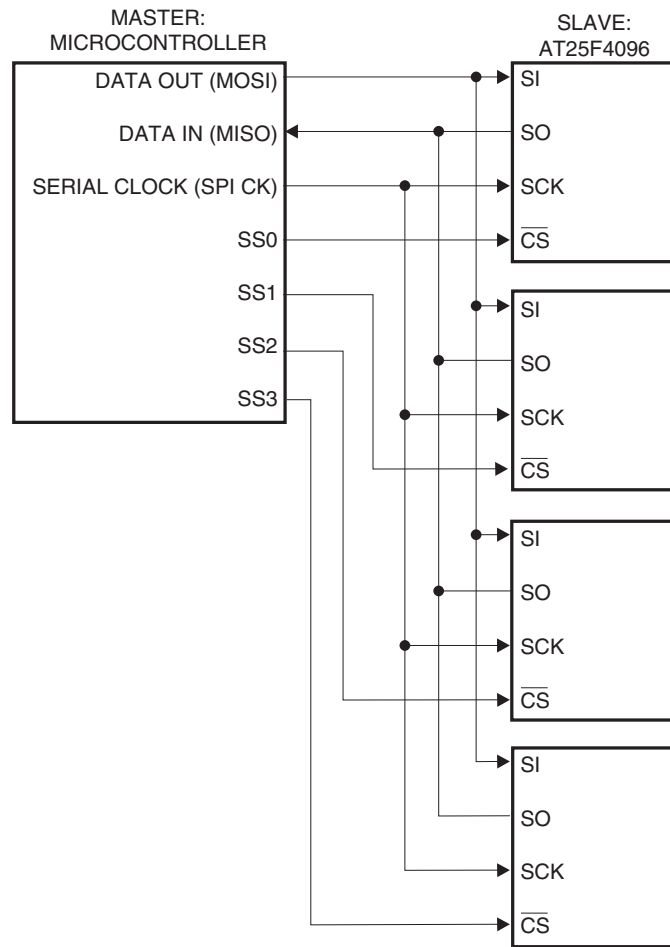 MASTER:
MICROCONTROLLER
DATA OUT (MOSI)
DATA IN (MISO)
SERIAL CLOCK (SPI CK)
SS0
SS1
SS2
SS3
SLAVE:
AT25F4096
SI
SO
SCK
CS
SI
SO
SCK
CS
SI
SO
SCK
CS
SI
SO
SCK
CS